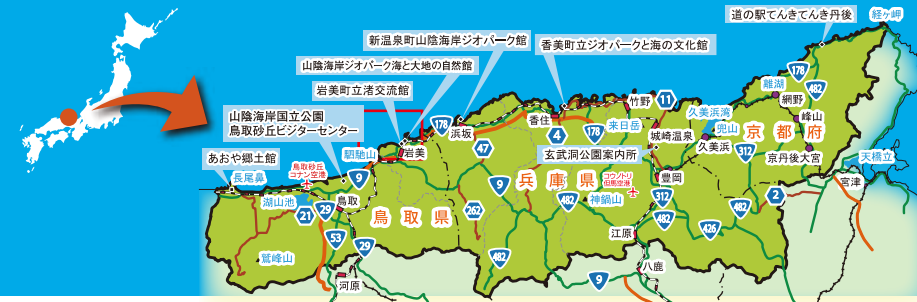 道の駅てんきてんき丹後
経ヶ岬
新温泉町山陰海岸ジオパーク館
香美町立ジオパークと海の文化館
山陰海岸ジオパーク海と大地の自然館
岩美町立渚交流館
山陰海岸国立公園
鳥取砂丘ビジターセンター
あおや郷土館
長尾鼻
鳥取砂丘
コナン空港
駟馳山
9
岩美
178
浜坂
47
香住
4
178
竹野
11
来日岳
城崎温泉
玄武洞公園案内所
久美浜湾
兜山
久美浜
離湖
網野
178
482
峰山
京都府
312
京丹後大宮
天橋立
宮津
2
湖山池
21
29
鳥取
鳥取県
53
29
鷲峰山
河原
262
9
兵庫県
482
神鍋山
コウノトリ
但馬空港
豊岡
312
482
426
482
江原
482
八鹿
9